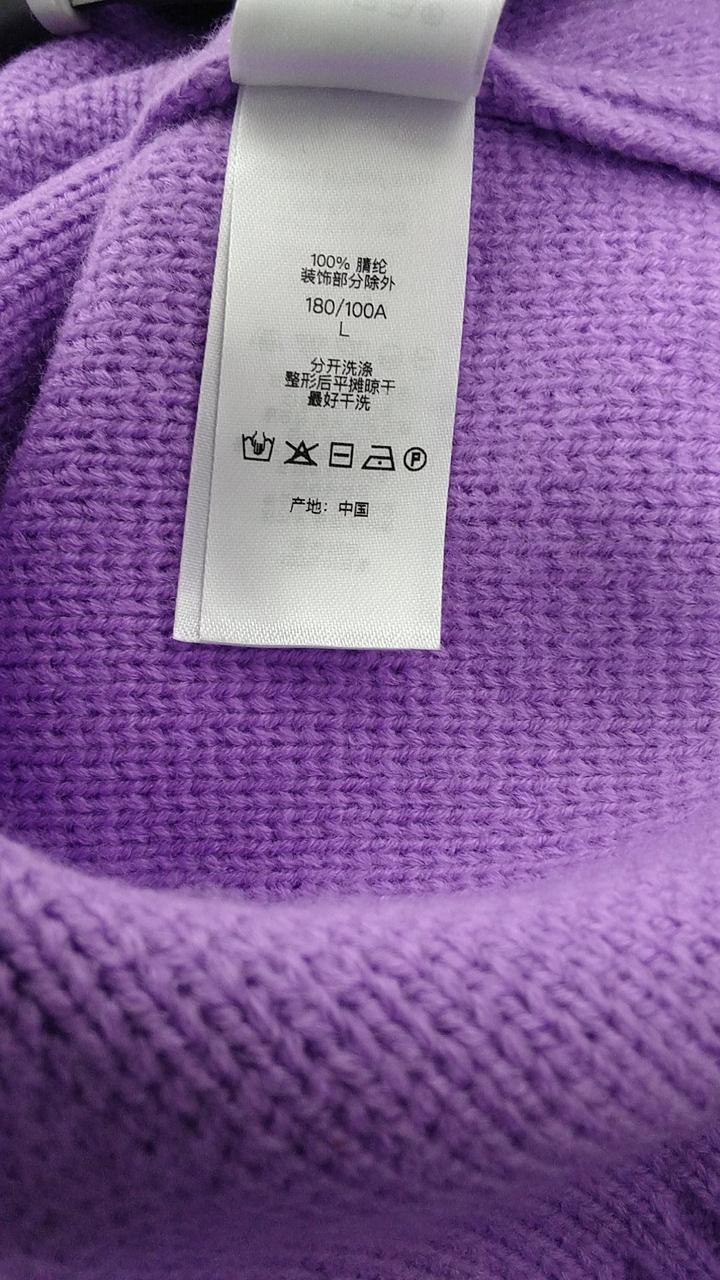 100% 腈纶
装饰部分除外
180/100A
L
分开洗涤
整形后平摊晾干
最好干洗
P
产地：中国